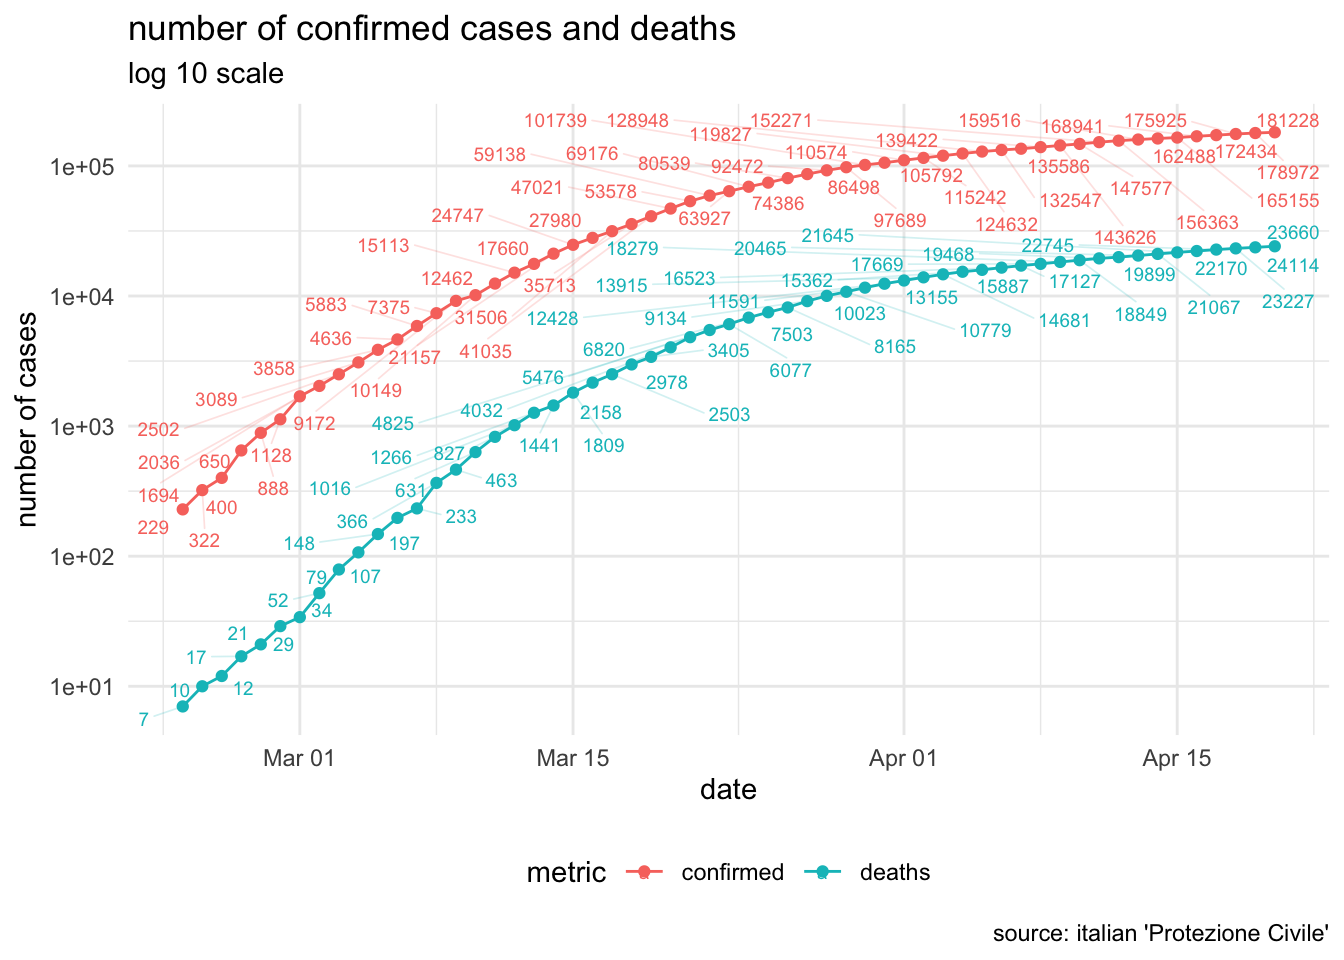 number of confirmed cases and deaths
log 10 scale
number of cases
1e+05
1e+04
1e+03
1e+02
1e+01
101739 128948 152271 159516 175925 181228
119827 139422 168941
59138 69176 80539 92472 110574 162488 172434
47021 53578 86498 105792 135586 178972
24747 27980 63927 74386 97689 115242 132547 147577 165155
124632 156363
15113 17660 18279 20465 21645 22745 143626 23660
12462 35713 13915 16523 17669 19468 19899 22170 24114
5883 7375 15362 15887 17127
31506 12428 9134 11591 10023 13155 14681 18849 21067 23227
4636 21157 41035 6820 3405 7503 8165 10779
3858 10149 5476 2978 6077
3089 9172 4825 4032 2158 2503
2502 1128 1266 827 1441 1809
2036 650 888 1016 631 463
1694 400 366 233
229 322 148 197
79 107
52 34
21 29
17
10 12
7
Mar 01 Mar 15 Apr 01 Apr 15
date
metric confirmed deaths
source: italian 'Protezione Civile'